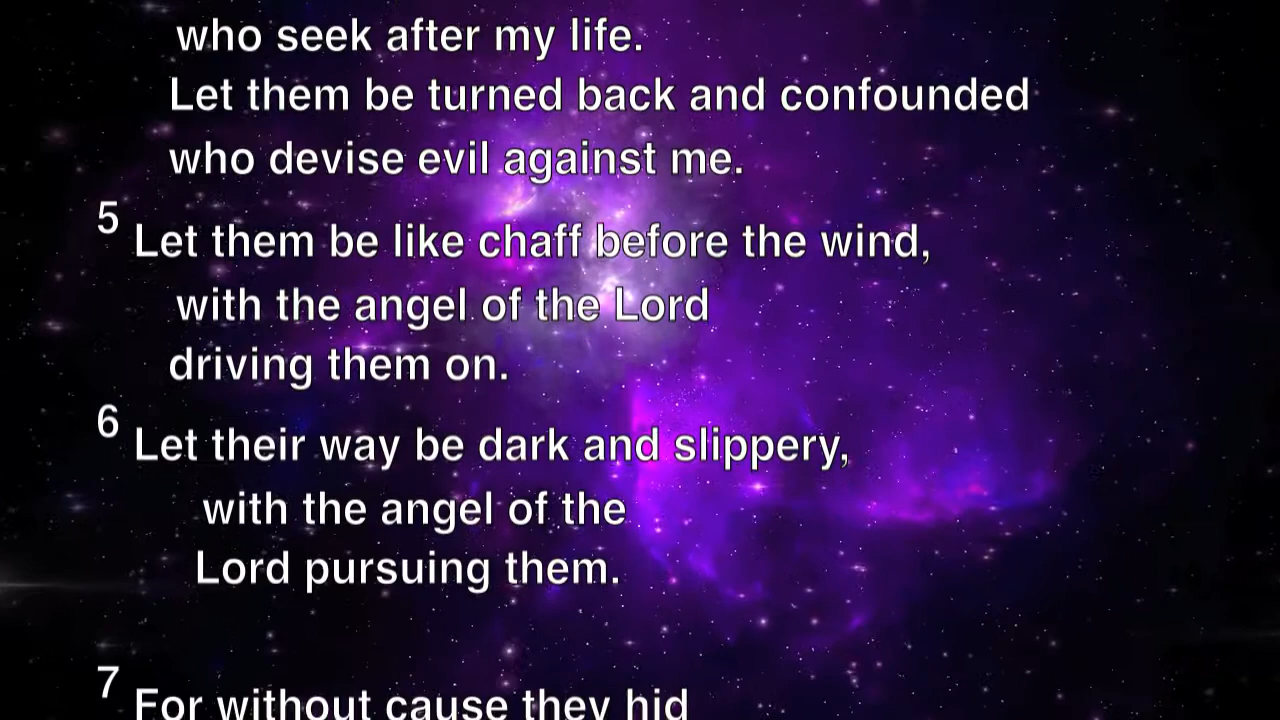 who seek after my life.
Let them be turned back and confounded
who devise evil against me.
5 Let them be like chaff before the wind,
with the angel of the Lord
driving them on.
6 Let their way be dark and slippery,
with the angel of the
Lord pursuing them.
7 For without cause they hid